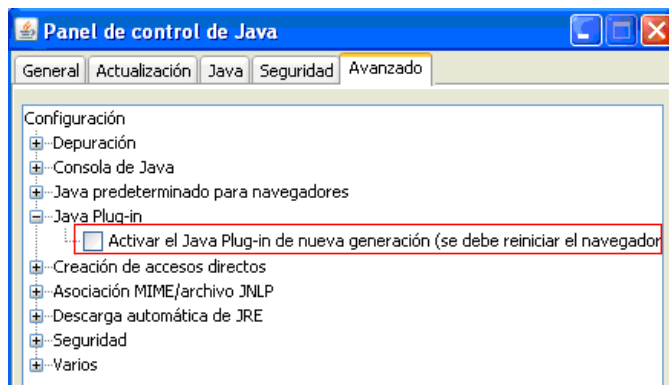 Panel de control de Java
General Actualización Java Seguridad Avanzado
Configuración
Depuración
Consola de Java
Java predeterminado para navegadores
Java Plug-in
Activar el Java Plug-in de nueva generación (se debe reiniciar el navegador
Creación de accesos directos
Asociación MIME/archivo JNLP
Descarga automática de JRE
Seguridad
Varios